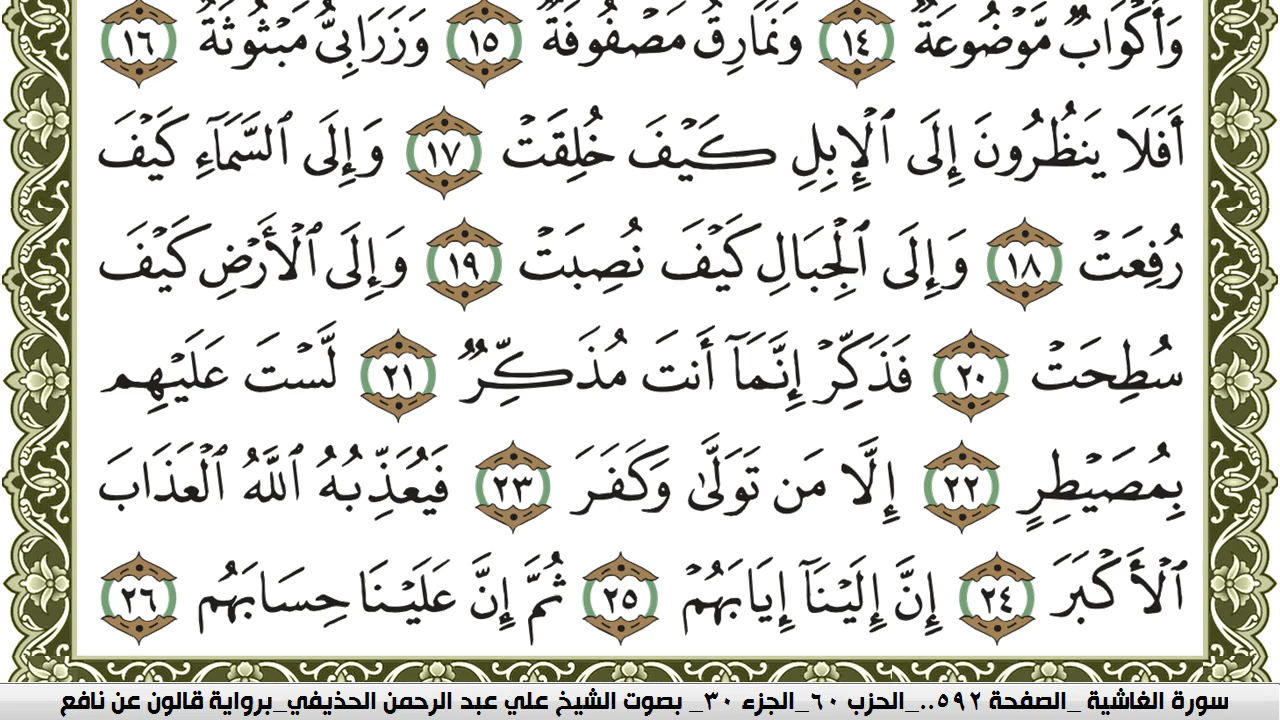 وَأَكْوَابٌ مَّوْضُوعَةٌ ١٤ وَنَمَارِقُ مَصْفُوفَةٌ ١٥ وَزَرَابِيُّ مَبْثُوثَةٌ ١٦
أَفَلَا يَنظُرُونَ إِلَى ٱلْإِبِلِ كَيْفَ خُلِقَتْ ١٧ وَإِلَى ٱلسَّمَآءِ كَيْفَ
رُفِعَتْ ١٨ وَإِلَى ٱلْجِبَالِ كَيْفَ نُصِبَتْ ١٩ وَإِلَى ٱلْأَرْضِ كَيْفَ
سُطِحَتْ ٢٠ فَذَكِّرْ إِنَّمَآ أَنتَ مُذَكِّرٌ ٢١ لَّسْتَ عَلَيْهِم
بِمُصَيْطِرٍ ٢٢ إِلَّا مَن تَوَلَّىٰ وَكَفَرَ ٢٣ فَيُعَذِّبُهُ ٱللَّهُ ٱلْعَذَابَ
ٱلْأَكْبَرَ ٢٤ إِنَّ إِلَيْنَآ إِيَابَهُمْ ٢٥ ثُمَّ إِنَّ عَلَيْنَا حِسَابَهُم ٢٦
سورة الغاشية _الصفحة ٥٩٢.._الحزب ٦٠_الجزء ٣٠_ بصوت الشيخ علي عبد الرحمن الحذيفي_برواية قالون عن نافع